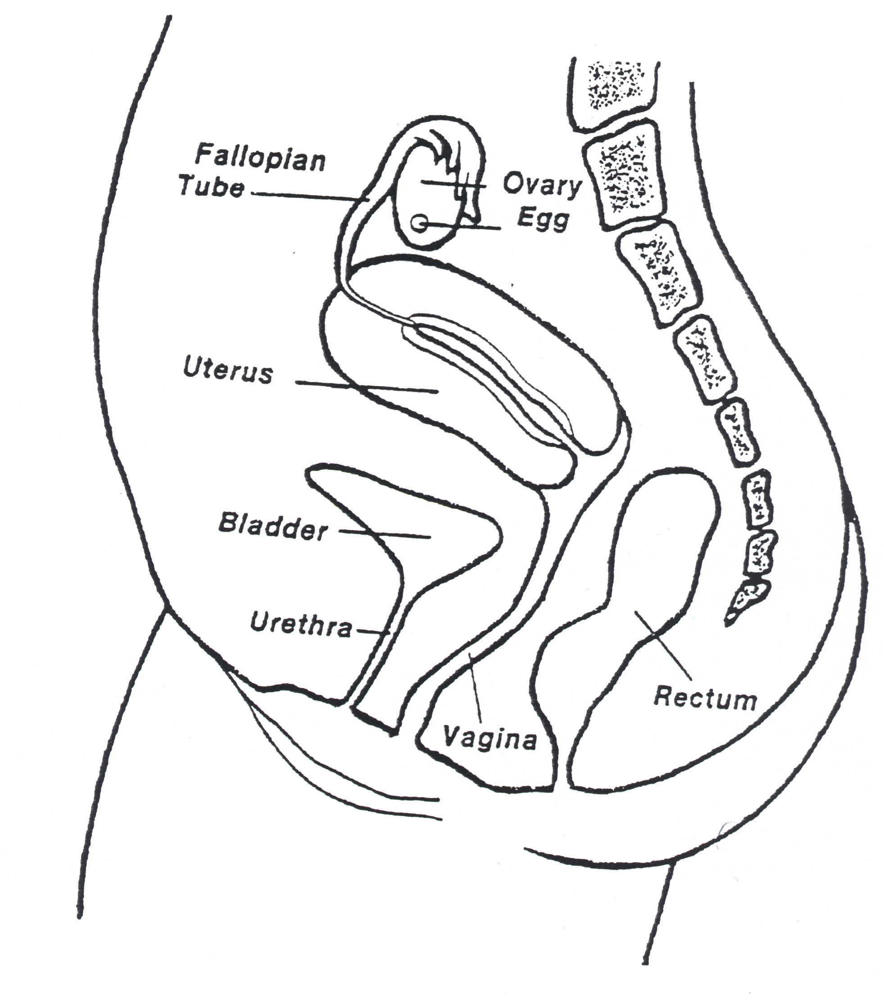 Fallopian
Tube
Ovary
Egg
Uterus
Bladder
Urethra
Vagina
Rectum